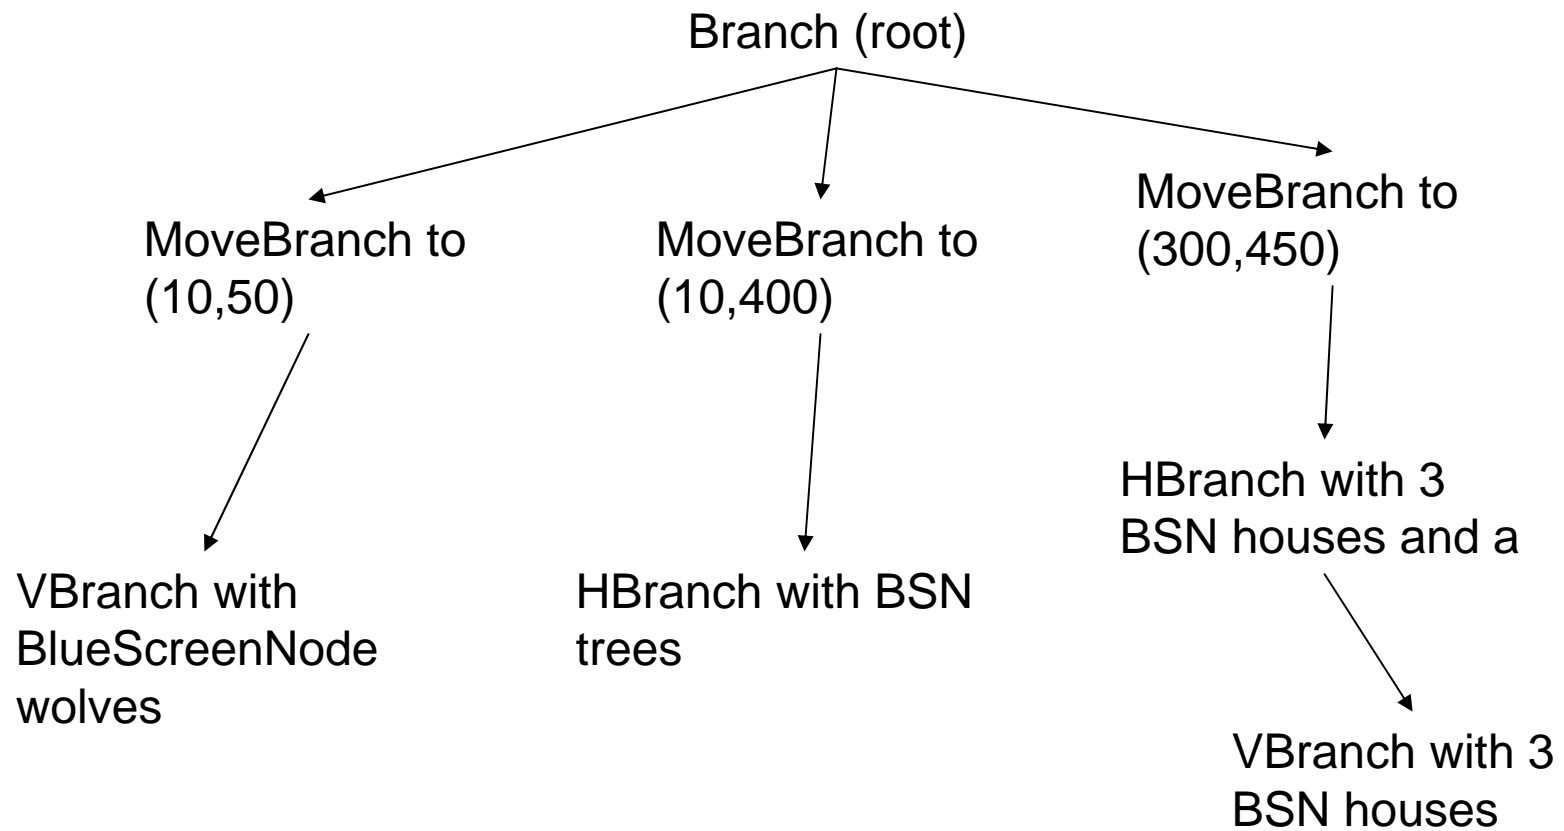 Branch (root)
MoveBranch to
(10,50)
MoveBranch to
(10,400)
MoveBranch to
(300,450)
VBranch with
BlueScreenNode
wolves
HBranch with BSN
trees
HBranch with 3
BSN houses and a
VBranch with 3
BSN houses